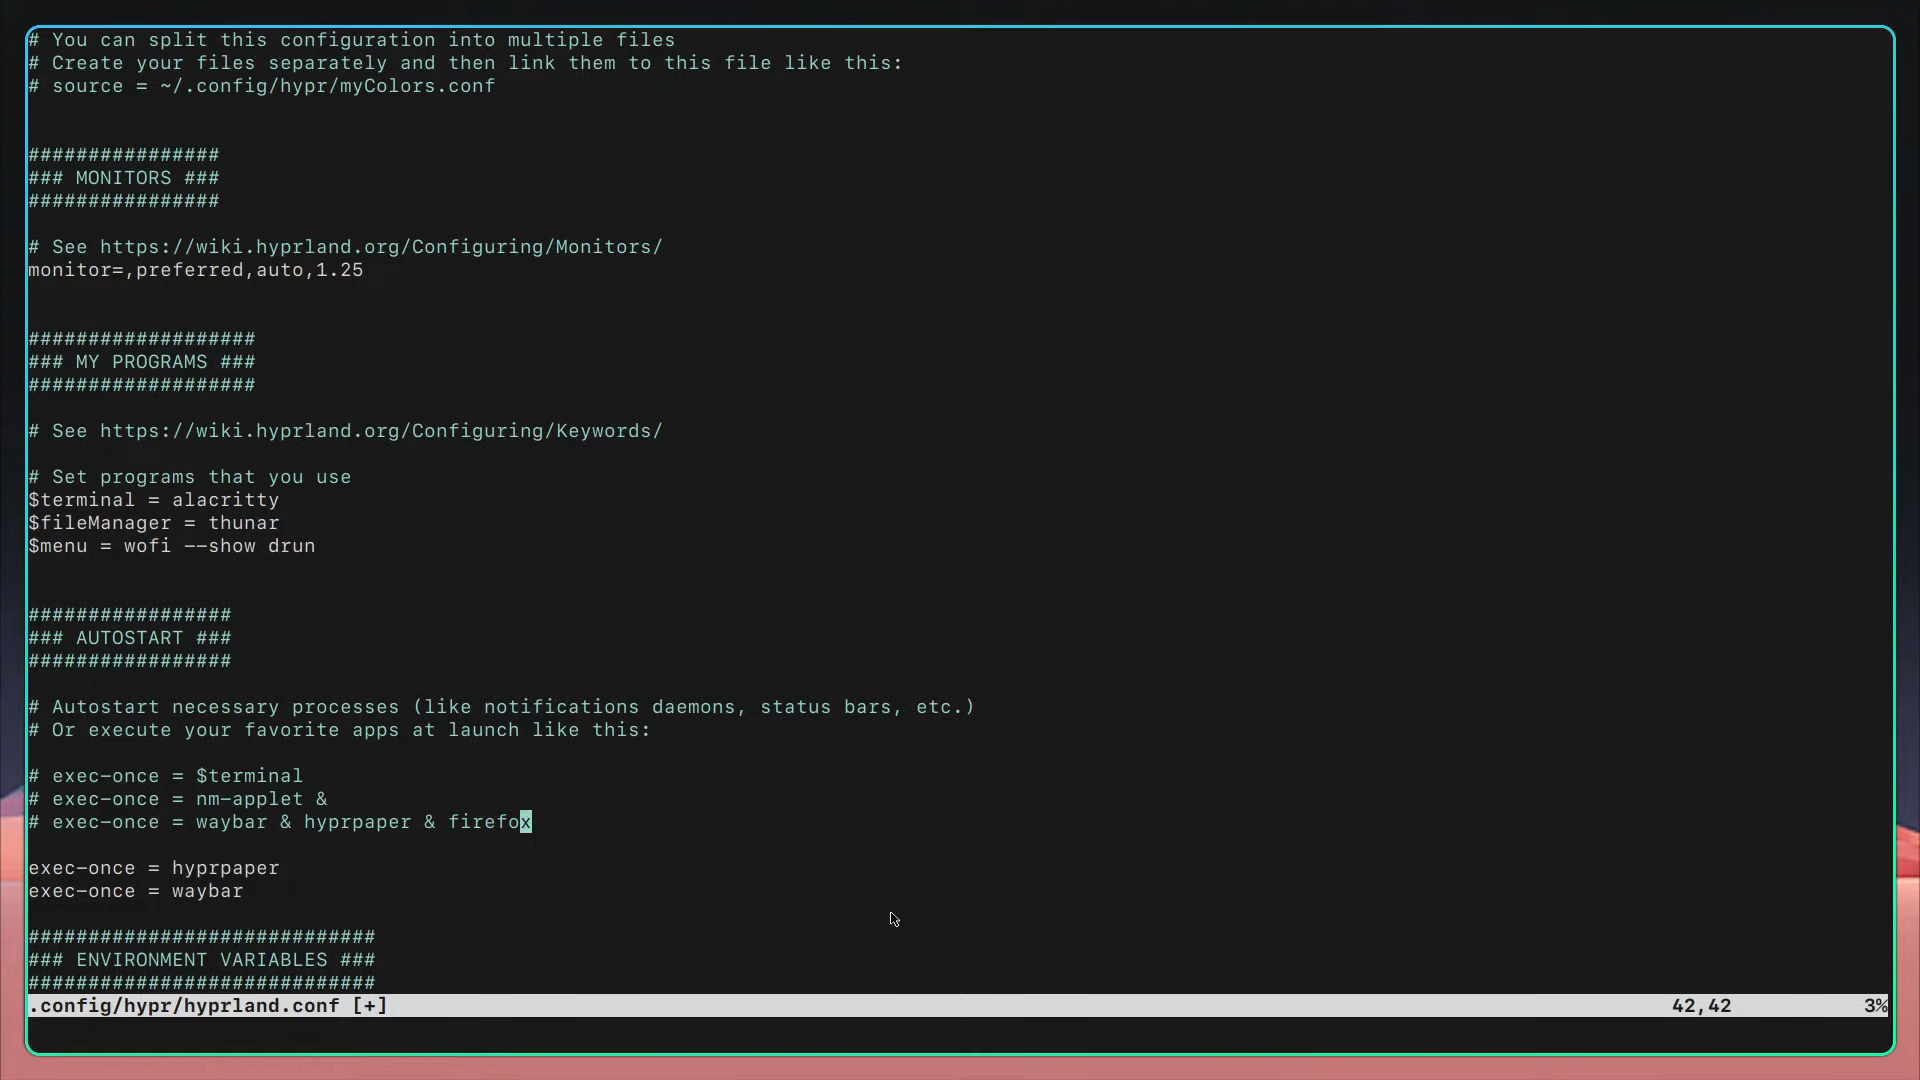 # You can split this configuration into multiple files
# Create your files separately and then link them to this file like this:
# source = ~/.config/hypr/myColors.conf
################
### MONITORS ###
################
# See https://wiki.hyprland.org/Configuring/Monitors/
monitor=,preferred,auto,1.25
###################
### MY PROGRAMS ###
###################
# See https://wiki.hyprland.org/Configuring/Keywords/
# Set programs that you use
$terminal = alacritty
$fileManager = thunar
$menu = wofi --show drun
#################
### AUTOSTART ###
#################
# Autostart necessary processes (like notifications daemons, status bars, etc.)
# Or execute your favorite apps at launch like this:
# exec-once = $terminal
# exec-once = nm-applet &
# exec-once = waybar & hyprpaper & firefox
exec-once = hyprpaper
exec-once = waybar
#############################
### ENVIRONMENT VARIABLES ###
#############################
.config/hypr/hyprland.conf [+] 42,42 3%